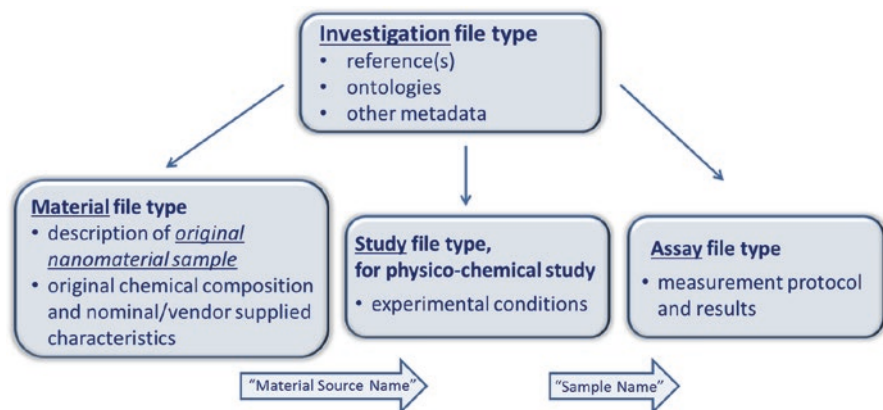 Investigation file type
• reference(s)
• ontologies
• other metadata
Material file type
• description of original
nanomaterial sample
• original chemical composition
and nominal/vendor supplied
characteristics
Study file type,
for physico-chemical study
• experimental conditions
Assay file type
• measurement protocol
and results
“Material Source Name”
“Sample Name”